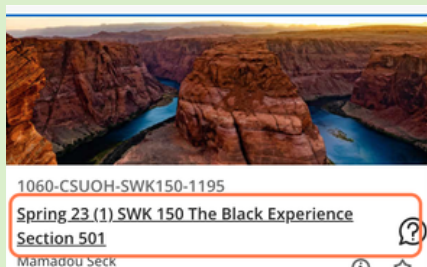 1060-CSUOH-SWK150-1195
Spring 23 (1) SWK 150 The Black Experience
Section 501
Mamadou Seck